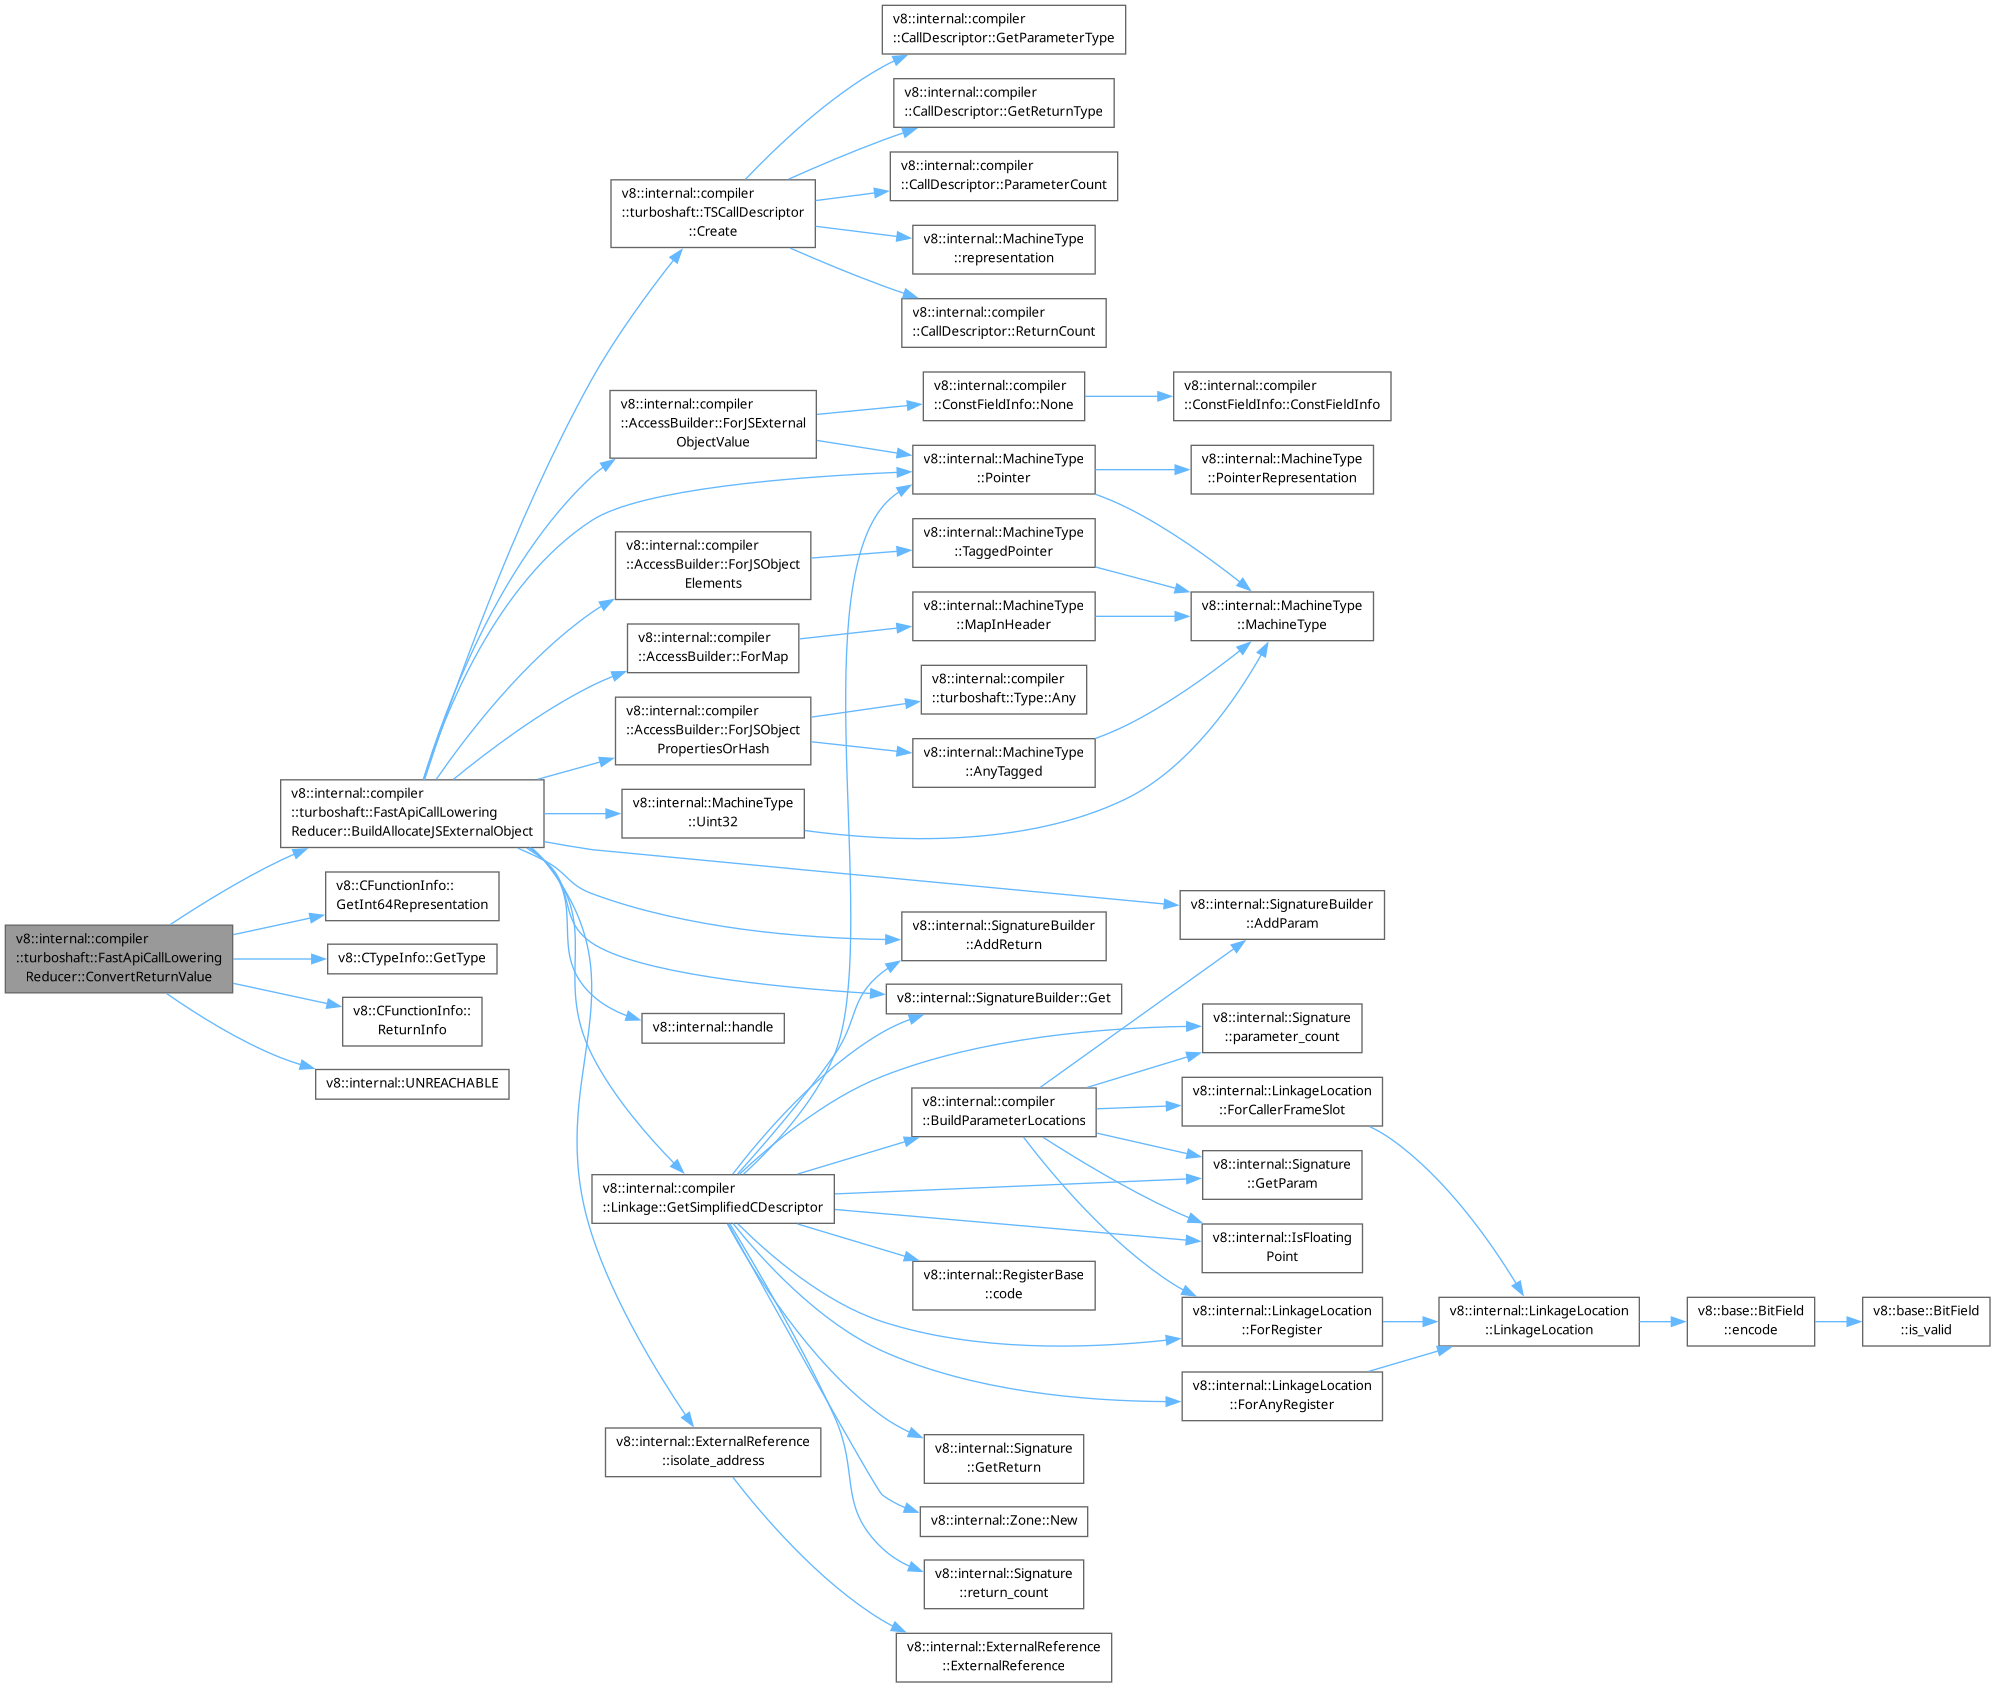 v8::internal::compiler
::CallDescriptor::GetParameterType
v8::internal::compiler
::CallDescriptor::GetReturnType
v8::internal::compiler
::CallDescriptor::ParameterCount
v8::internal::compiler
::turboshaft::TSCallDescriptor
::Create
v8::internal::MachineType
::representation
v8::internal::compiler
::CallDescriptor::ReturnCount
v8::internal::compiler
::AccessBuilder::ForJSExternal
ObjectValue
v8::internal::compiler
::ConstFieldInfo::None
v8::internal::compiler
::ConstFieldInfo::ConstFieldInfo
v8::internal::MachineType
::Pointer
v8::internal::MachineType
::PointerRepresentation
v8::internal::compiler
::AccessBuilder::ForJSObject
Elements
v8::internal::MachineType
::TaggedPointer
v8::internal::compiler
::AccessBuilder::ForMap
v8::internal::MachineType
::MapInHeader
v8::internal::MachineType
::MachineType
v8::internal::compiler
::AccessBuilder::ForJSObject
PropertiesOrHash
v8::internal::compiler
::turboshaft::Type::Any
v8::internal::MachineType
::AnyTagged
v8::internal::compiler
::turboshaft::FastApiCallLowering
Reducer::BuildAllocateJSExternalObject
v8::internal::MachineType
::Uint32
v8::CFunctionInfo::
GetInt64Representation
v8::internal::compiler
::turboshaft::FastApiCallLowering
Reducer::ConvertReturnValue
v8::CTypeInfo::GetType
v8::CFunctionInfo::
ReturnInfo
v8::internal::UNREACHABLE
v8::internal::SignatureBuilder
::AddParam
v8::internal::SignatureBuilder
::AddReturn
v8::internal::SignatureBuilder::Get
v8::internal::handle
v8::internal::Signature
::parameter_count
v8::internal::compiler
::BuildParameterLocations
v8::internal::LinkageLocation
::ForCallerFrameSlot
v8::internal::Signature
::GetParam
v8::internal::compiler
::Linkage::GetSimplifiedCDescriptor
v8::internal::IsFloating
Point
v8::internal::RegisterBase
::code
v8::internal::LinkageLocation
::ForRegister
v8::internal::LinkageLocation
::LinkageLocation
v8::base::BitField
::encode
v8::base::BitField
::is_valid
v8::internal::LinkageLocation
::ForAnyRegister
v8::internal::ExternalReference
::isolate_address
v8::internal::Signature
::GetReturn
v8::internal::Zone::New
v8::internal::Signature
::return_count
v8::internal::ExternalReference
::ExternalReference